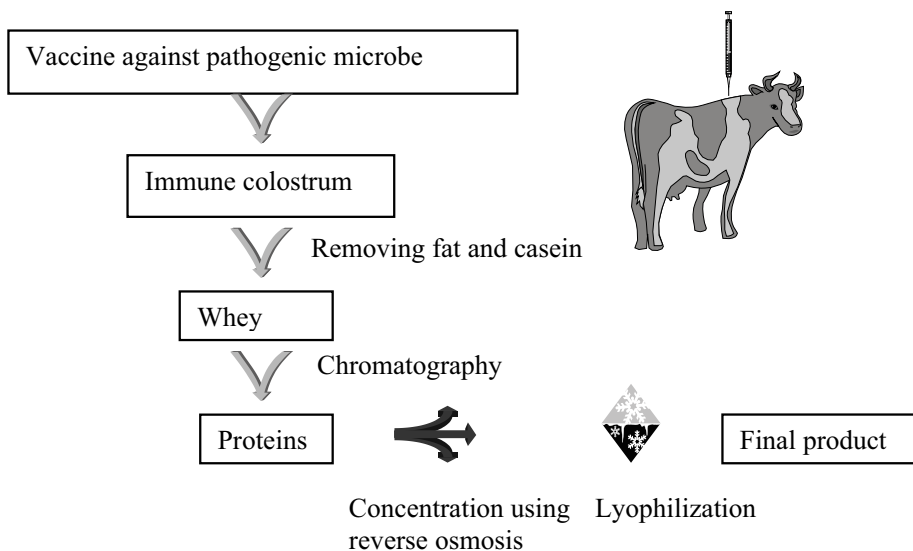 Vaccine against pathogenic microbe
Immune colostrum
Removing fat and casein
Whey
Chromatography
Proteins
Final product
Concentration using
reverse osmosis
Lyophilization